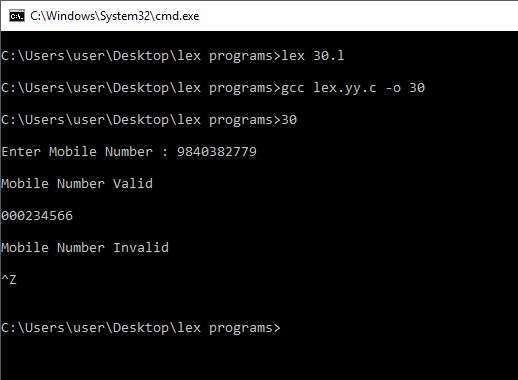 C:\Windows\System32\cmd.exe
C:\Users\user\Desktop\lex programs>lex 30.l
C:\Users\user\Desktop\lex programs>gcc lex.yy.c -o 30
C:\Users\user\Desktop\lex programs>30
Enter Mobile Number : 9840382779
Mobile Number Valid
000234566
Mobile Number Invalid
^Z
C:\Users\user\Desktop\lex programs>